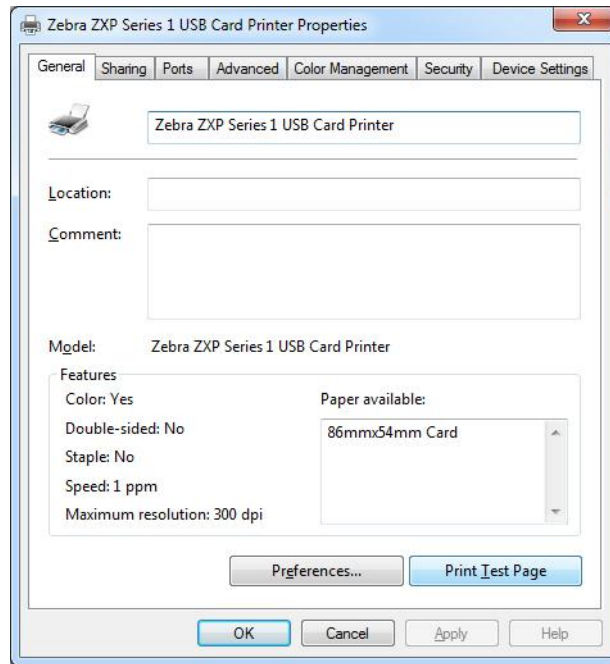 Zebra ZXP Series 1 USB Card Printer Properties
General Sharing Ports Advanced Color Management Security Device Settings
Zebra ZXP Series 1 USB Card Printer
Location:
Comment:
Model: Zebra ZXP Series 1 USB Card Printer
Features
Color: Yes Paper available:
Double-sided: No 86mmx54mm Card
Staple: No
Speed: 1 ppm
Maximum resolution: 300 dpi
Preferences... Print Test Page
OK Cancel Apply Help